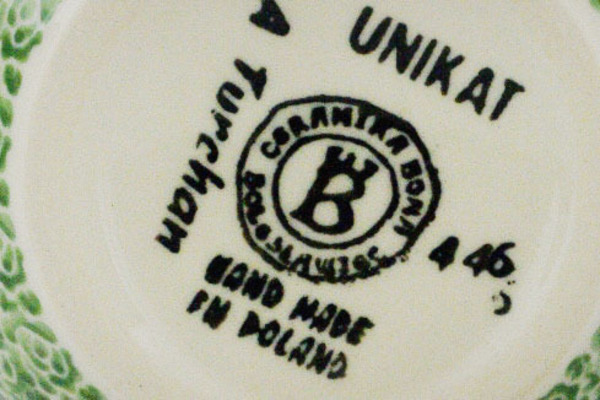 UNIKAT
A Turchan
CERAMIKA BONA
BOLESŁAWIEC
A 46
HAND MADE
IN POLAND